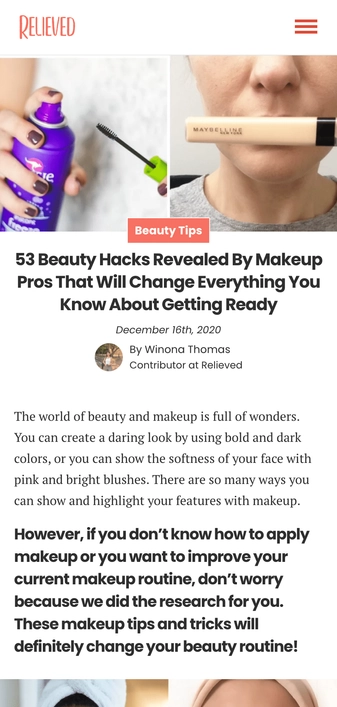 RELIEVED
MAYBELLINE
NEW YORK
Beauty Tips
53 Beauty Hacks Revealed By Makeup
Pros That Will Change Everything You
Know About Getting Ready
December 16th, 2020
By Winona Thomas
Contributor at Relieved
The world of beauty and makeup is full of wonders.
You can create a daring look by using bold and dark
colors, or you can show the softness of your face with
pink and bright blushes. There are so many ways you
can show and highlight your features with makeup.
However, if you don’t know how to apply
makeup or you want to improve your
current makeup routine, don’t worry
because we did the research for you.
These makeup tips and tricks will
definitely change your beauty routine!